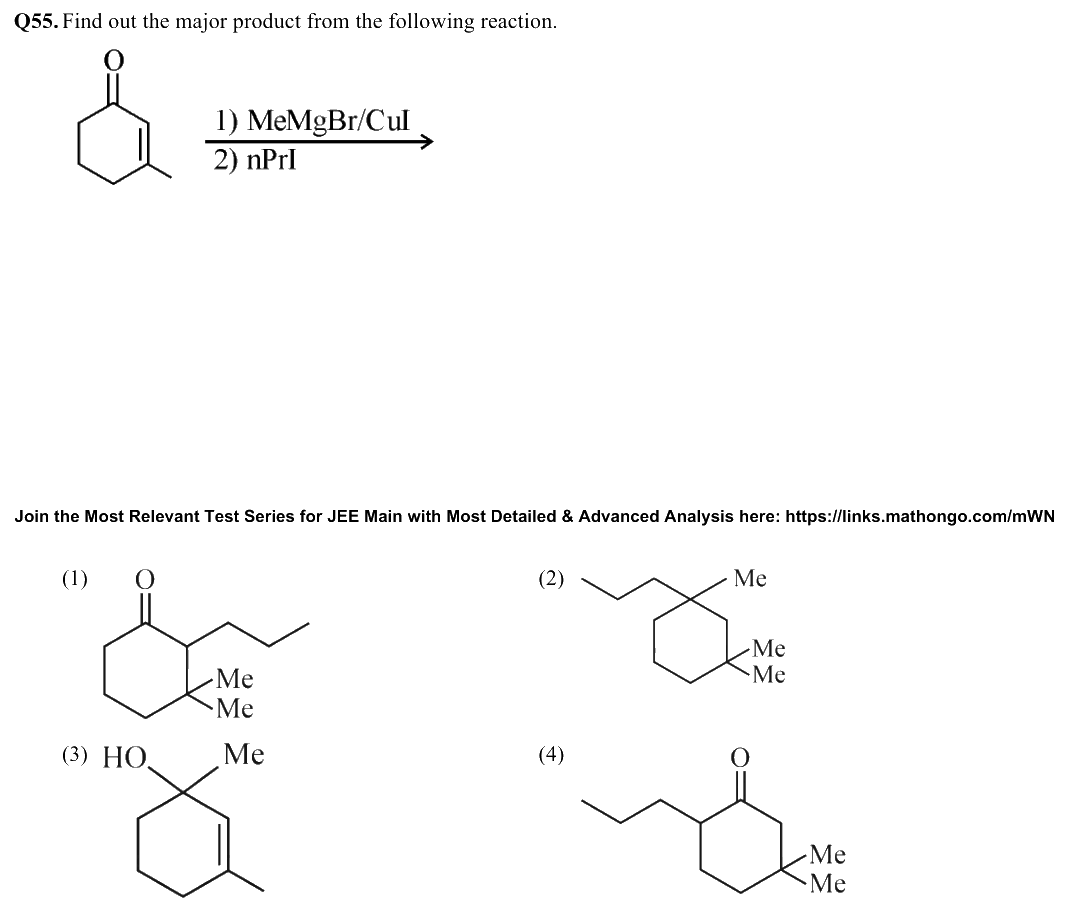 Q55. Find out the major product from the following reaction.
O
1) MeMgBr/CuI
2) nPrI
Join the Most Relevant Test Series for JEE Main with Most Detailed & Advanced Analysis here: https://links.mathongo.com/mWN
(1) O
Me
Me
(2) Me
Me
Me
(3) HO Me
(4) O
Me
Me